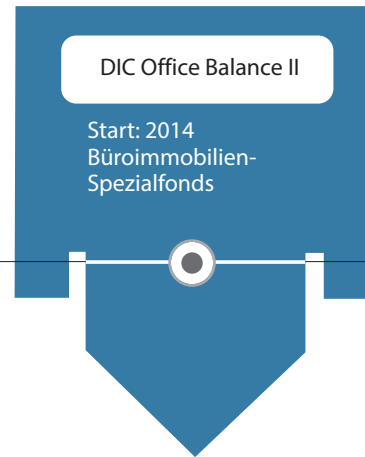 DIC Office Balance II
Start: 2014
Büroimmobilien-
Spezialfonds